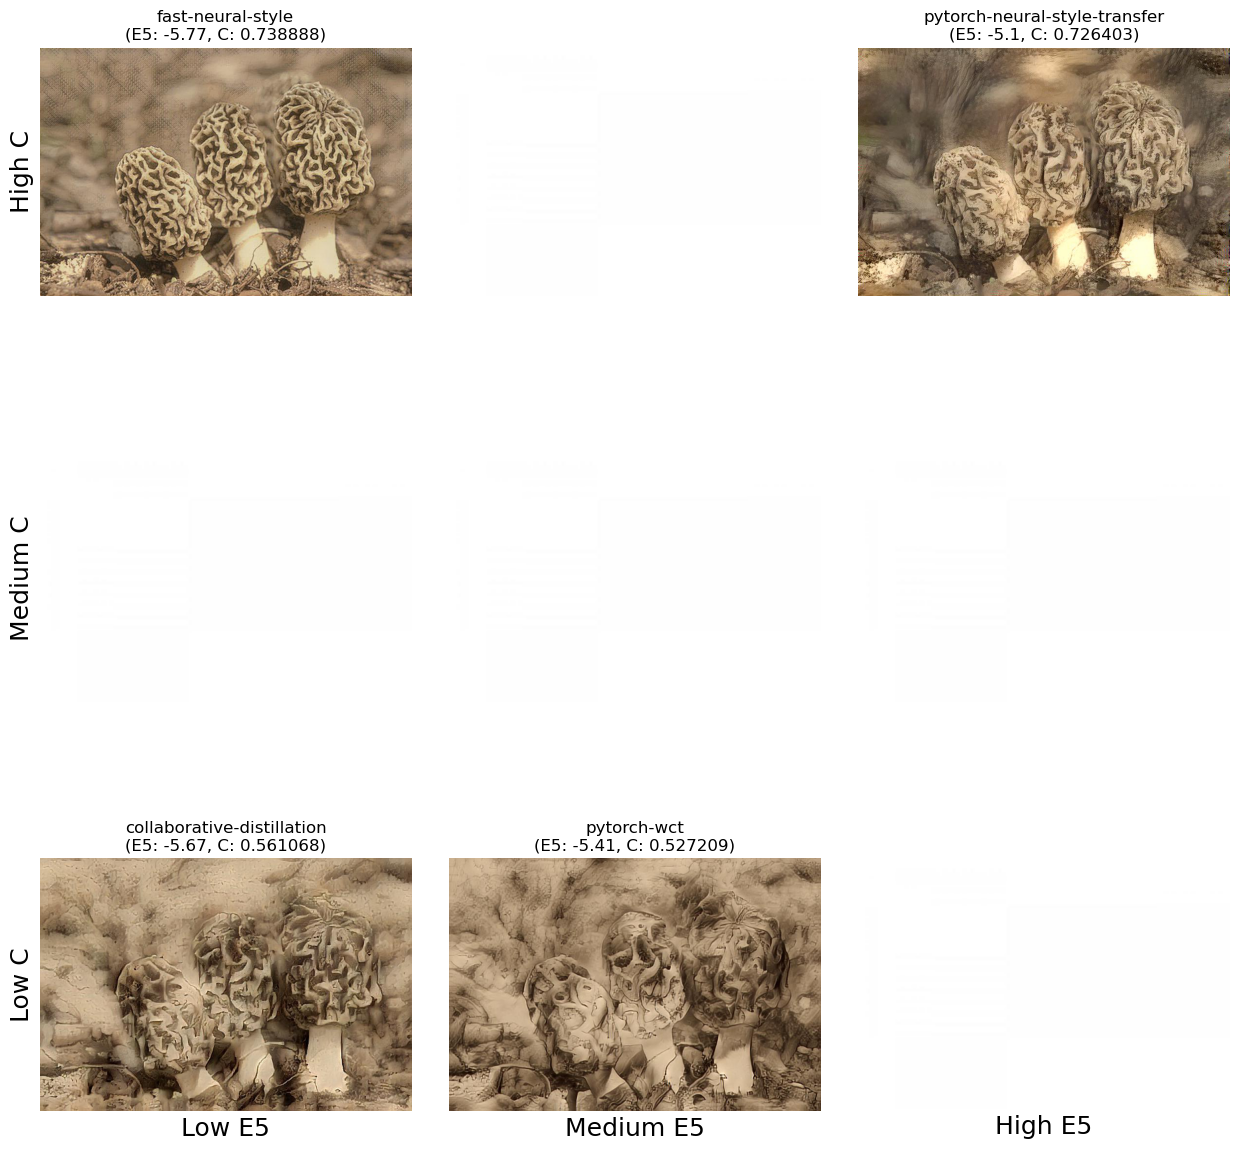 fast-neural-style
(E5: -5.77, C: 0.738888)
pytorch-neural-style-transfer
(E5: -5.1, C: 0.726403)
High C
Medium C
collaborative-distillation
(E5: -5.67, C: 0.561068)
pytorch-wct
(E5: -5.41, C: 0.527209)
Low C
Low E5
Medium E5
High E5